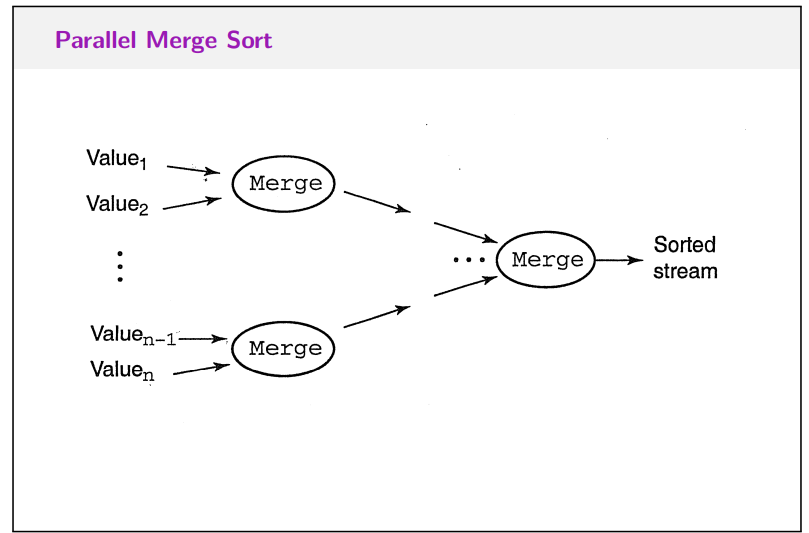 Parallel Merge Sort
Value₁
Value₂
Merge
⋮
Valueₙ₋₁
Valueₙ
Merge
... Merge
Sorted
stream